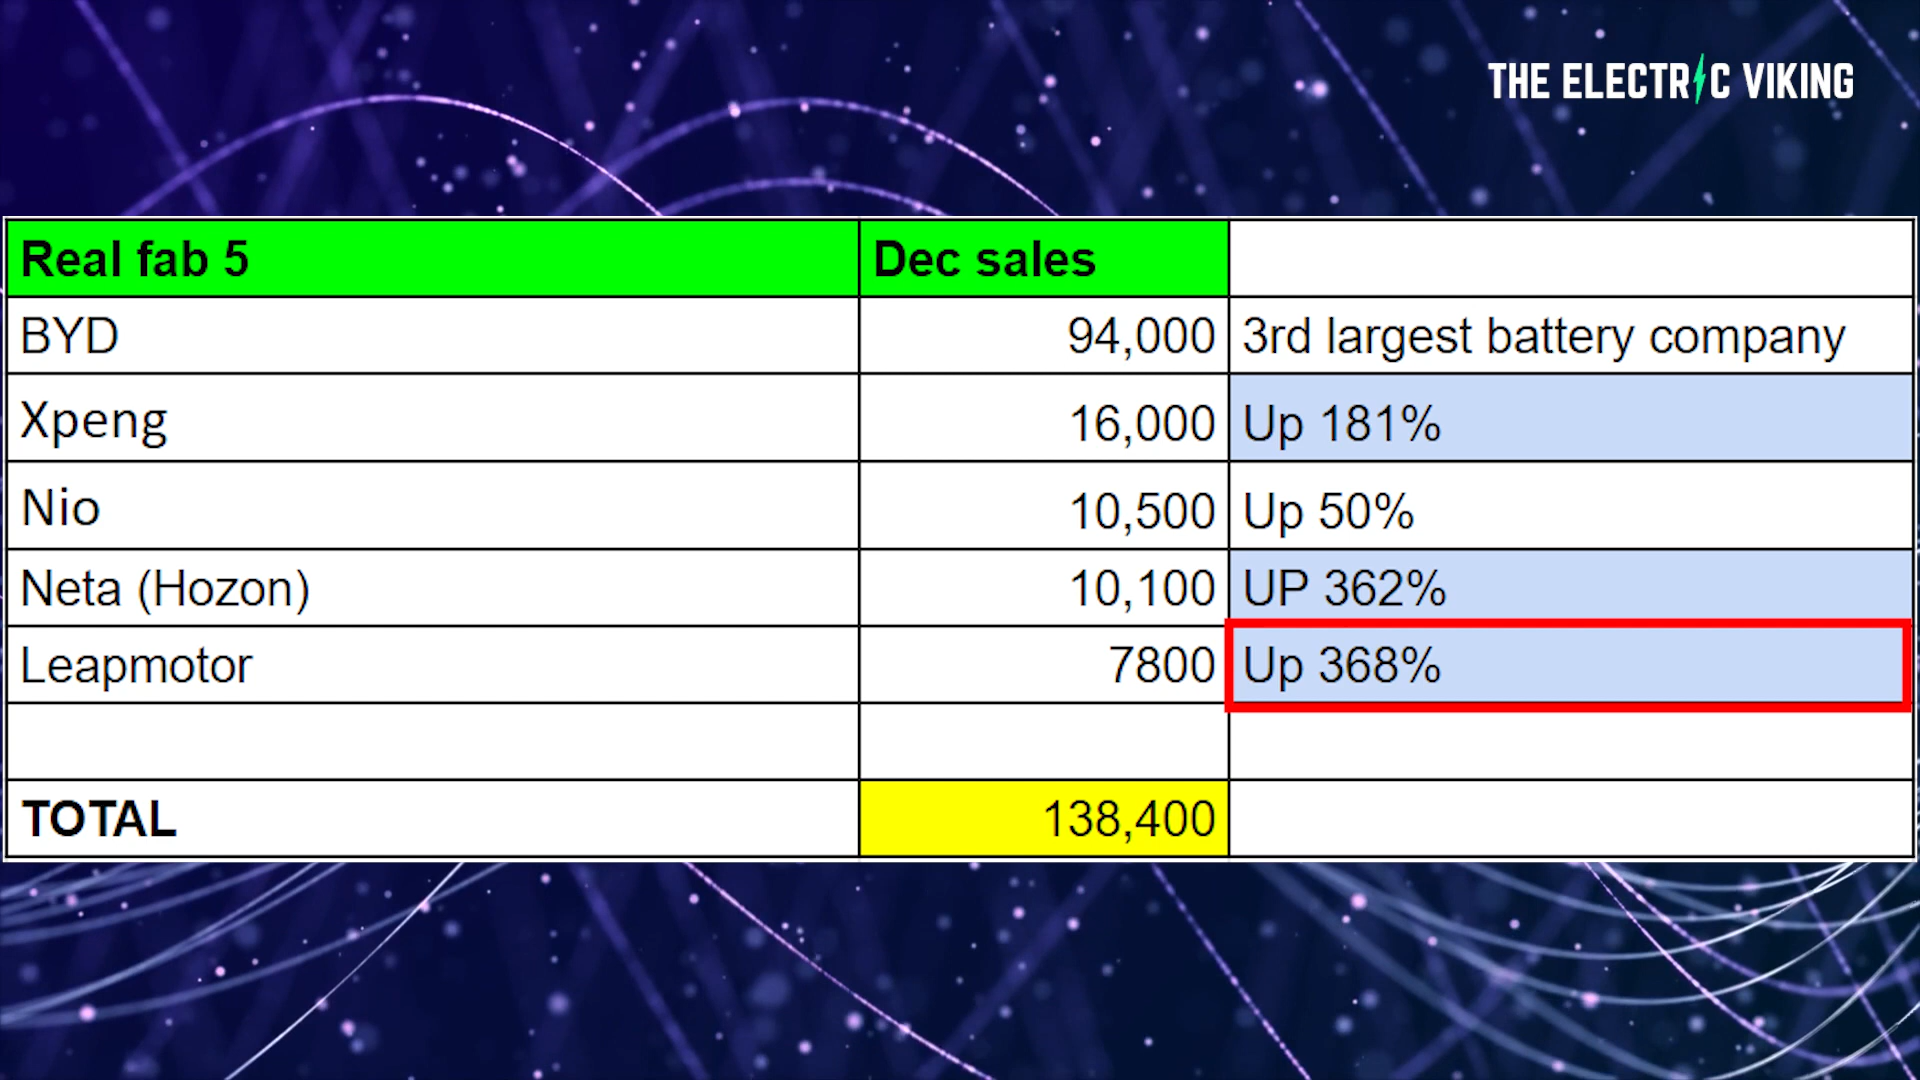 THE ELECTRIC VIKING
Real fab 5 Dec sales
BYD 94,000 3rd largest battery company
Xpeng 16,000 Up 181%
Nio 10,500 Up 50%
Neta (Hozon) 10,100 UP 362%
Leapmotor 7800 Up 368%
TOTAL 138,400